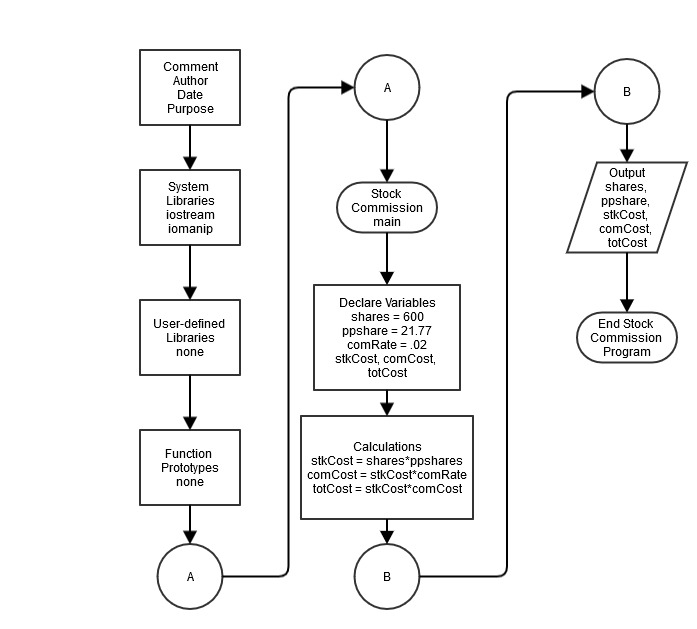 Comment
Author
Date
Purpose
System
Libraries
iostream
iomanip
User-defined
Libraries
none
Function
Prototypes
none
A
A
Stock
Commission
main
Declare Variables
shares = 600
ppshare = 21.77
comRate = .02
stkCost, comCost,
totCost
Calculations
stkCost = shares*ppshares
comCost = stkCost*comRate
totCost = stkCost*comCost
B
B
Output
shares,
ppshare,
stkCost,
comCost,
totCost
End Stock
Commission
Program